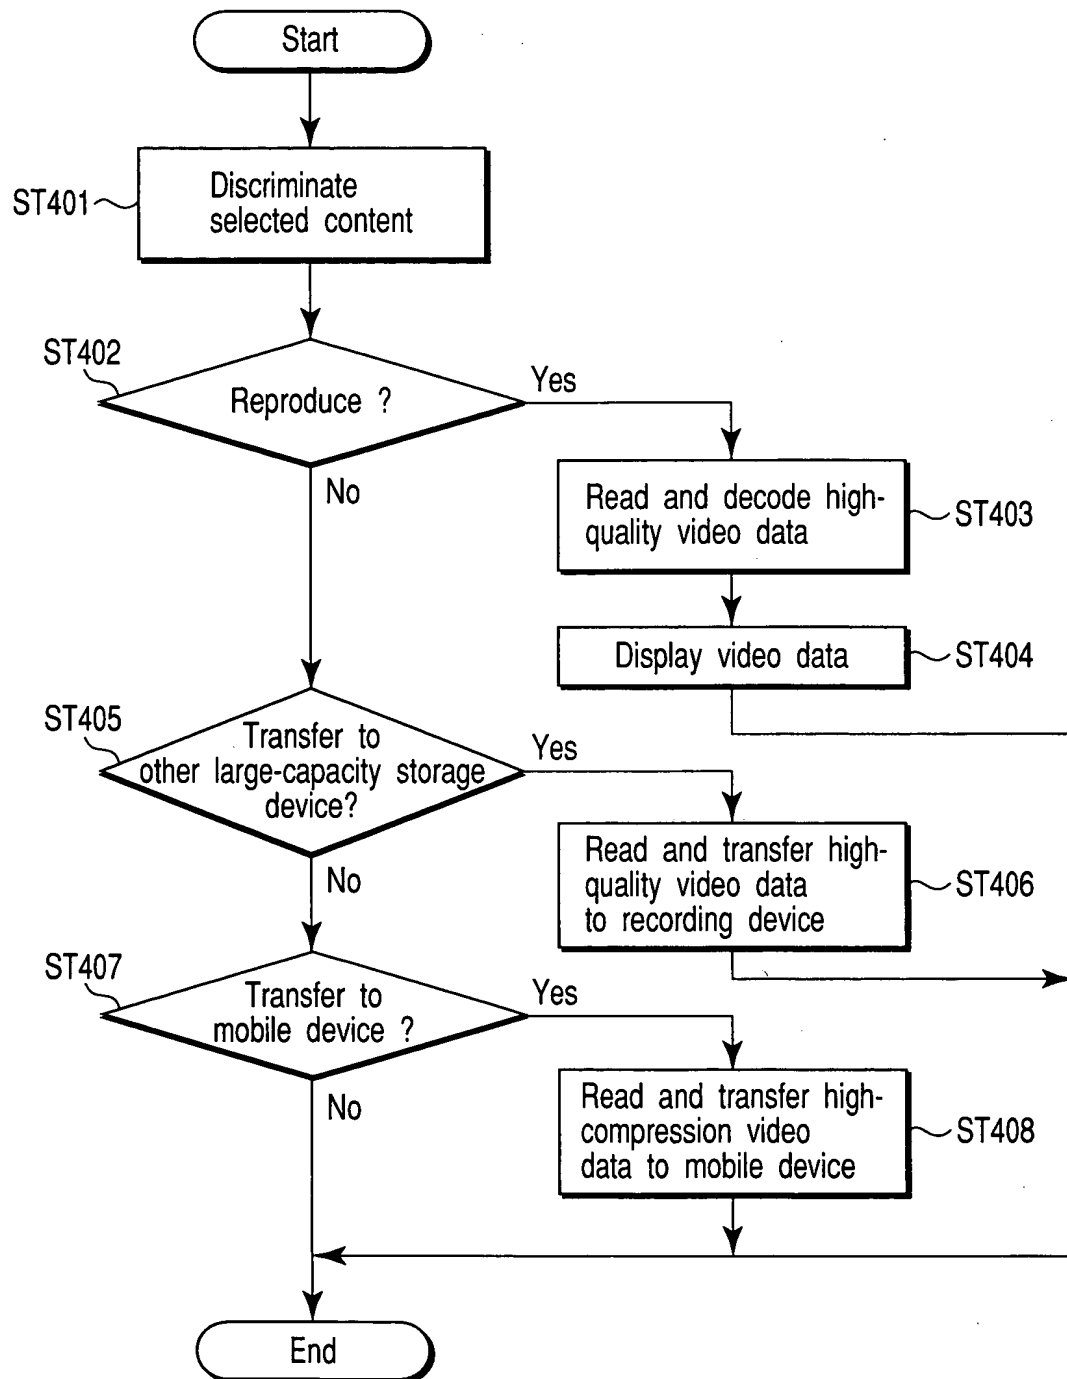 Start
ST401
Discriminate
selected content
ST402
Reproduce ?
Yes
No
Read and decode high-
quality video data
ST403
Display video data
ST404
ST405
Transfer to
other large-capacity storage
device?
Yes
No
Read and transfer high-
quality video data
to recording device
ST406
ST407
Transfer to
mobile device ?
Yes
No
Read and transfer high-
compression video
data to mobile device
ST408
End